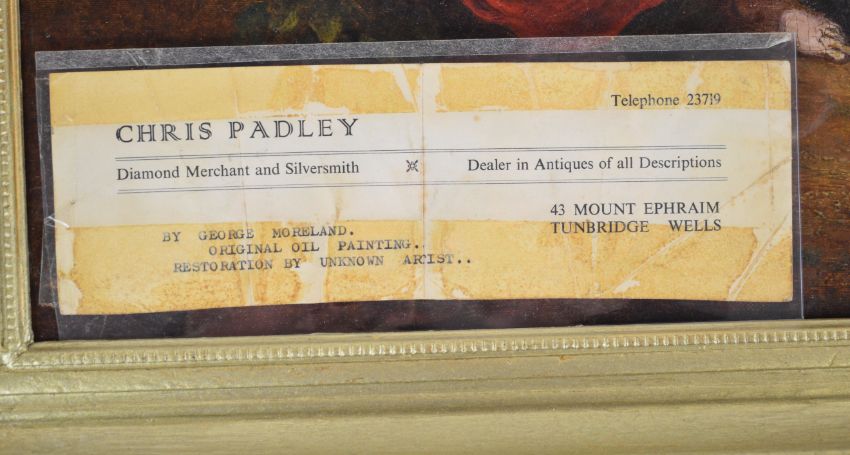 Telephone 23719
CHRIS PADLEY
Diamond Merchant and Silversmith
Dealer in Antiques of all Descriptions
43 MOUNT EPHRAIM
TUNBRIDGE WELLS
BY GEORGE MORELAND.
ORIGINAL OIL PAINTING..
RESTORATION BY UNKNOWN ARTIST..